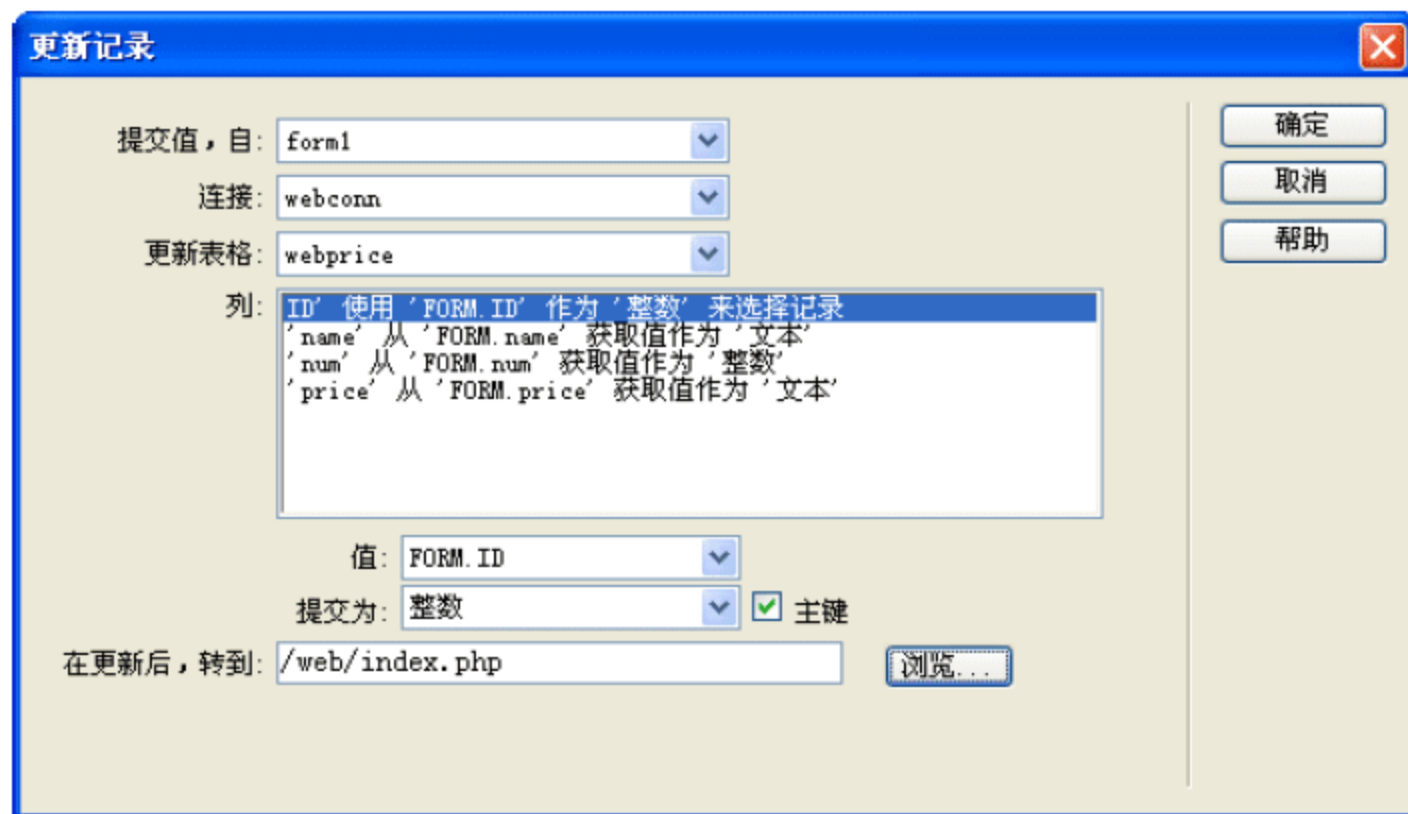 更新记录
提交值，自: form1
确定
连接: webconn
取消
更新表格: webprice
帮助
列: ID' 使用 'FORM.ID' 作为 '整数' 来选择记录
'name' 从 'FORM.name' 获取值作为 '文本'
'num' 从 'FORM.num' 获取值作为 '整数'
'price' 从 'FORM.price' 获取值作为 '文本'
值: FORM.ID
提交为: 整数 主键
在更新后，转到: /web/index.php 浏览...